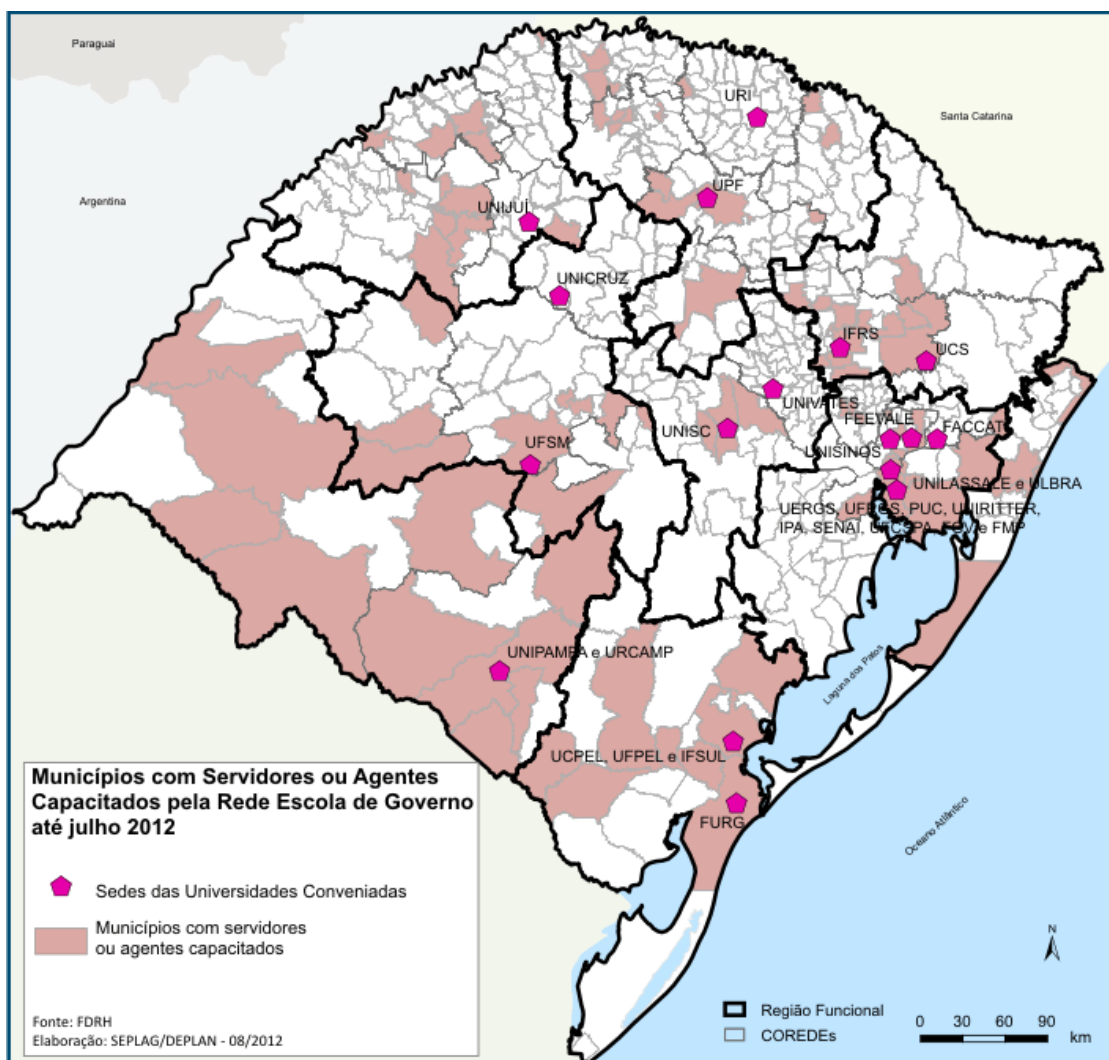 Paraguai
Santa Catarina
Argentina
URI
UPF
UNIJUÍ
UNICRUZ
IFRS
UCS
UNIVATES
UNISC
FEEVALE
FACCAT
UFSM
UNISINOS
UNILASSALE e ULBRA
UERGS, UFRGS, PUC, UNIRITTER,
IPA, SENAI, UFCSPA, FGV e FMP
UNIPAMPA e URCAMP
Laguna dos Patos
UCPEL, UFPEL e IFSUL
FURG
Oceano Atlântico
Municípios com Servidores ou Agentes
Capacitados pela Rede Escola de Governo
até julho 2012
Sedes das Universidades Conveniadas
Municípios com servidores
ou agentes capacitados
Fonte: FDRH
Elaboração: SEPLAG/DEPLAN - 08/2012
N
Região Funcional
COREDEs
0 30 60 90
km